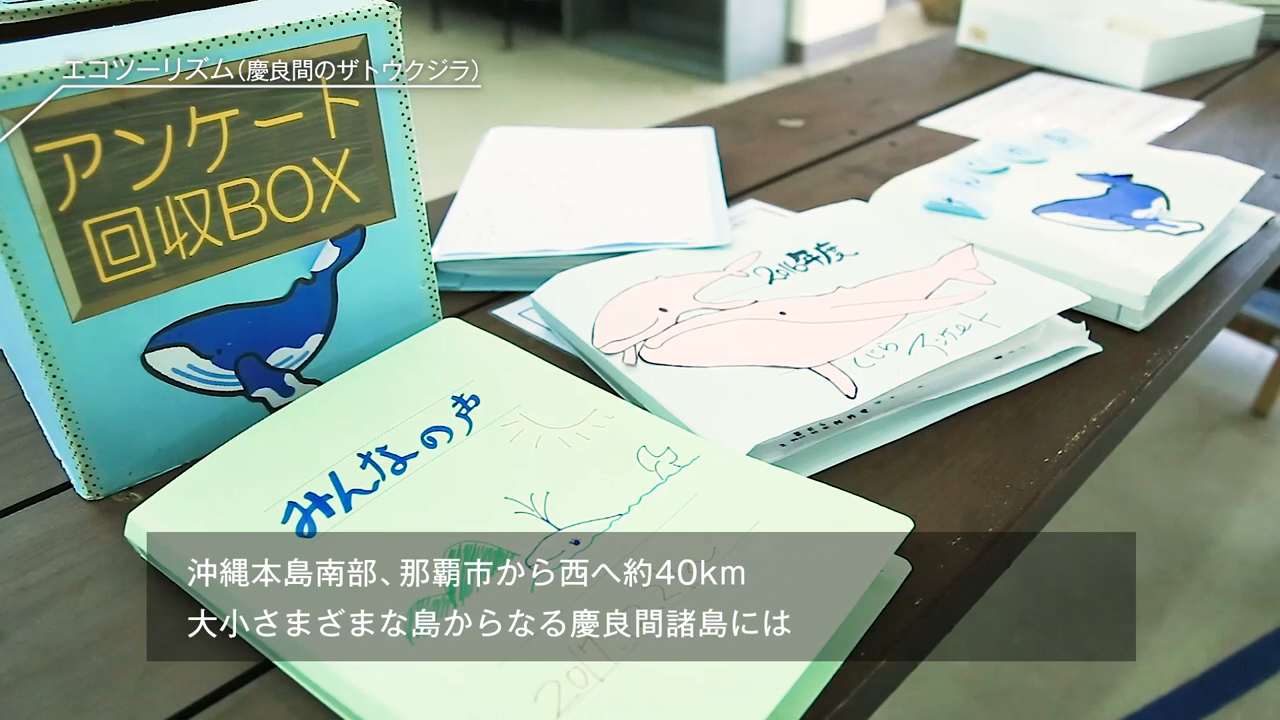 エコツーリズム(慶良間のザトウクジラ)
アンケート
回収BOX
2016年度
くじら
アンケート
みんなの声
沖縄本島南部、那覇市から西へ約40km
大小さまざまな島からなる慶良間諸島には